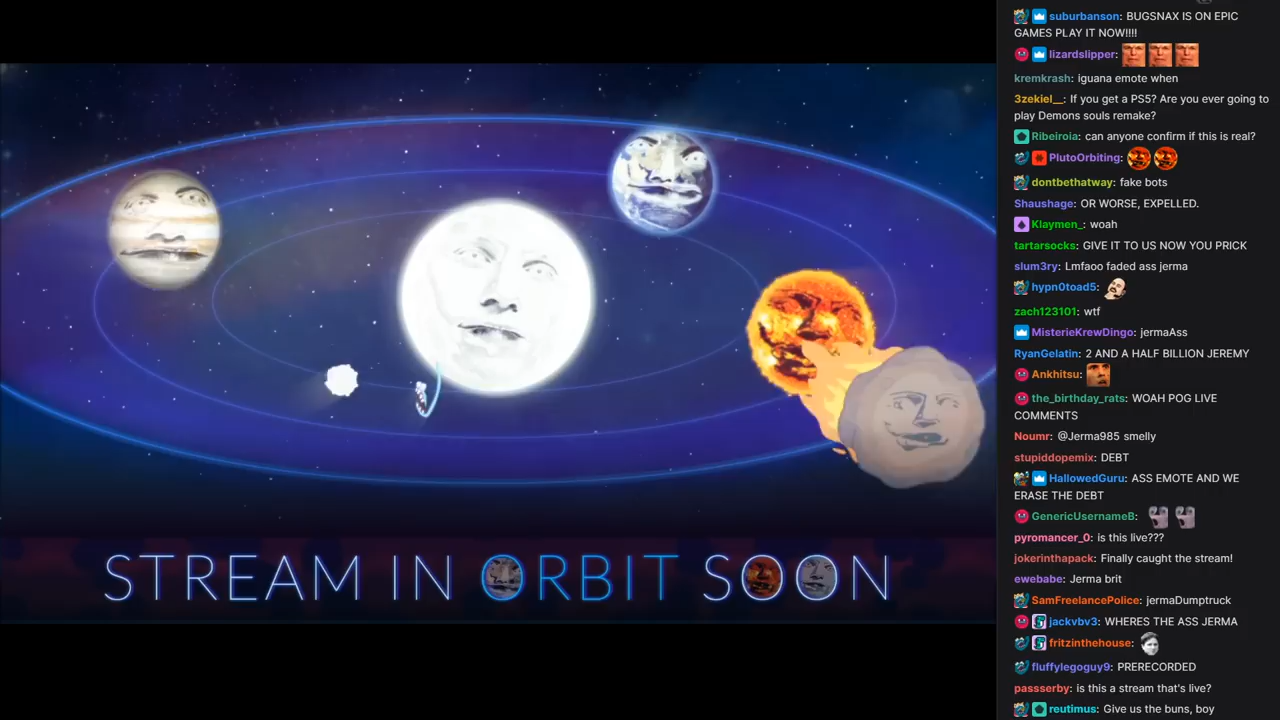 STREAM IN ORBIT SOON
suburbanson: BUGSNAX IS ON EPIC
GAMES PLAY IT NOW!!!!
lizardslipper:
kremkrash: iguana emote when
3zekiel__: If you get a PS5? Are you ever going to
play Demons souls remake?
Ribeiroia: can anyone confirm if this is real?
PlutoOrbiting:
dontbethatway: fake bots
Shaushage: OR WORSE, EXPELLED.
Klaymen_: woah
tartarsocks: GIVE IT TO US NOW YOU PRICK
slum3ry: Lmfaoo faded ass jerma
hypn0toad5:
zach123101: wtf
MisterieKrewDingo: jermaAss
RyanGelatin: 2 AND A HALF BILLION JEREMY
Ankhitsu:
the_birthday_rats: WOAH POG LIVE
COMMENTS
Noumr: @Jerma985 smelly
stupiddopemix: DEBT
HallowedGuru: ASS EMOTE AND WE
ERASE THE DEBT
GenericUsernameB:
pyromancer_0: is this live???
jokerinthapack: Finally caught the stream!
ewebabe: Jerma brit
SamFreelancePolice: jermaDumptruck
jackvbv3: WHERES THE ASS JERMA
fritzinthehouse:
fluffylegoguy9: PRERECORDED
passserby: is this a stream that's live?
reutimus: Give us the buns, boy